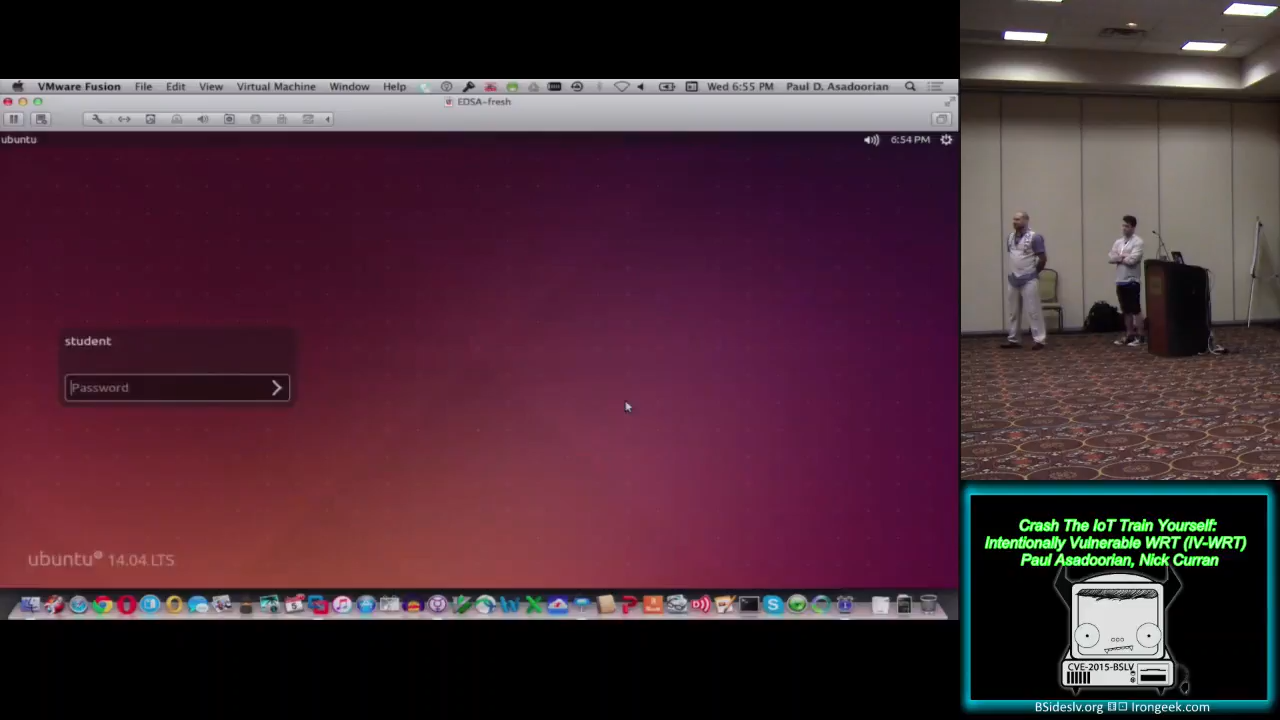 VMware Fusion File Edit View Virtual Machine Window Help Wed 6:55 PM Paul D. Asadoorian
EDSA-fresh
ubuntu 6:54 PM
student
Password
ubuntu 14.04 LTS
Crash The IoT Train Yourself:
Intentionally Vulnerable WRT (IV-WRT)
Paul Asadoorian, Nick Curran
CVE-2015-BSLV
BSideslv.org Irongeek.com